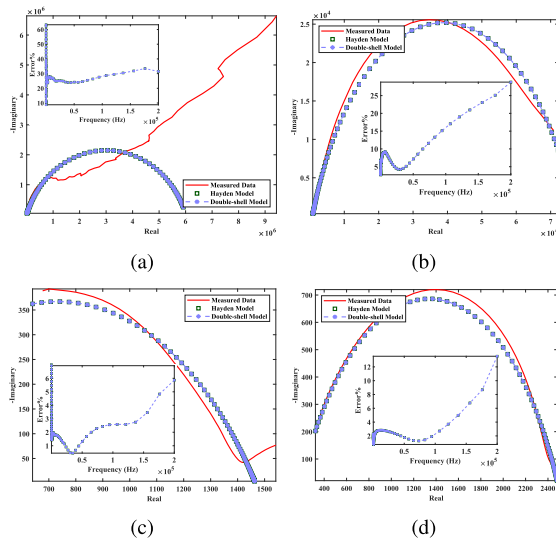 6
5
4
3
2
1
-Imaginary
60
50
40
30
20
10
Error%
0.5 1 1.5 2
Frequency (Hz) × 10⁵
Measured Data
Hayden Model
Double-shell Model
1 2 3 4 5 6 7 8 9
Real × 10⁶
(a)
2.5
× 10⁴
2
1.5
1
0.5
-Imaginary
Measured Data
Hayden Model
Double-shell Model
25
20
15
10
5
Error%
0.5 1 1.5 2
Frequency (Hz) × 10⁵
1 2 3 4 5 6 7
Real
(b)
350
300
250
200
150
100
50
-Imaginary
Measured Data
Hayden Model
Double-shell Model
6
5
4
3
2
1
Error%
0.5 1 1.5 2
Frequency (Hz) × 10⁵
700 800 900 1000 1100 1200 1300 1400 1500
Real
(c)
700
600
500
400
300
200
100
-Imaginary
Measured Data
Hayden Model
Double-shell Model
12
10
8
6
4
2
Error%
0.5 1 1.5 2
Frequency (Hz) × 10⁵
400 600 800 1000 1200 1400 1600 1800 2000 2200 2400
Real
(d)